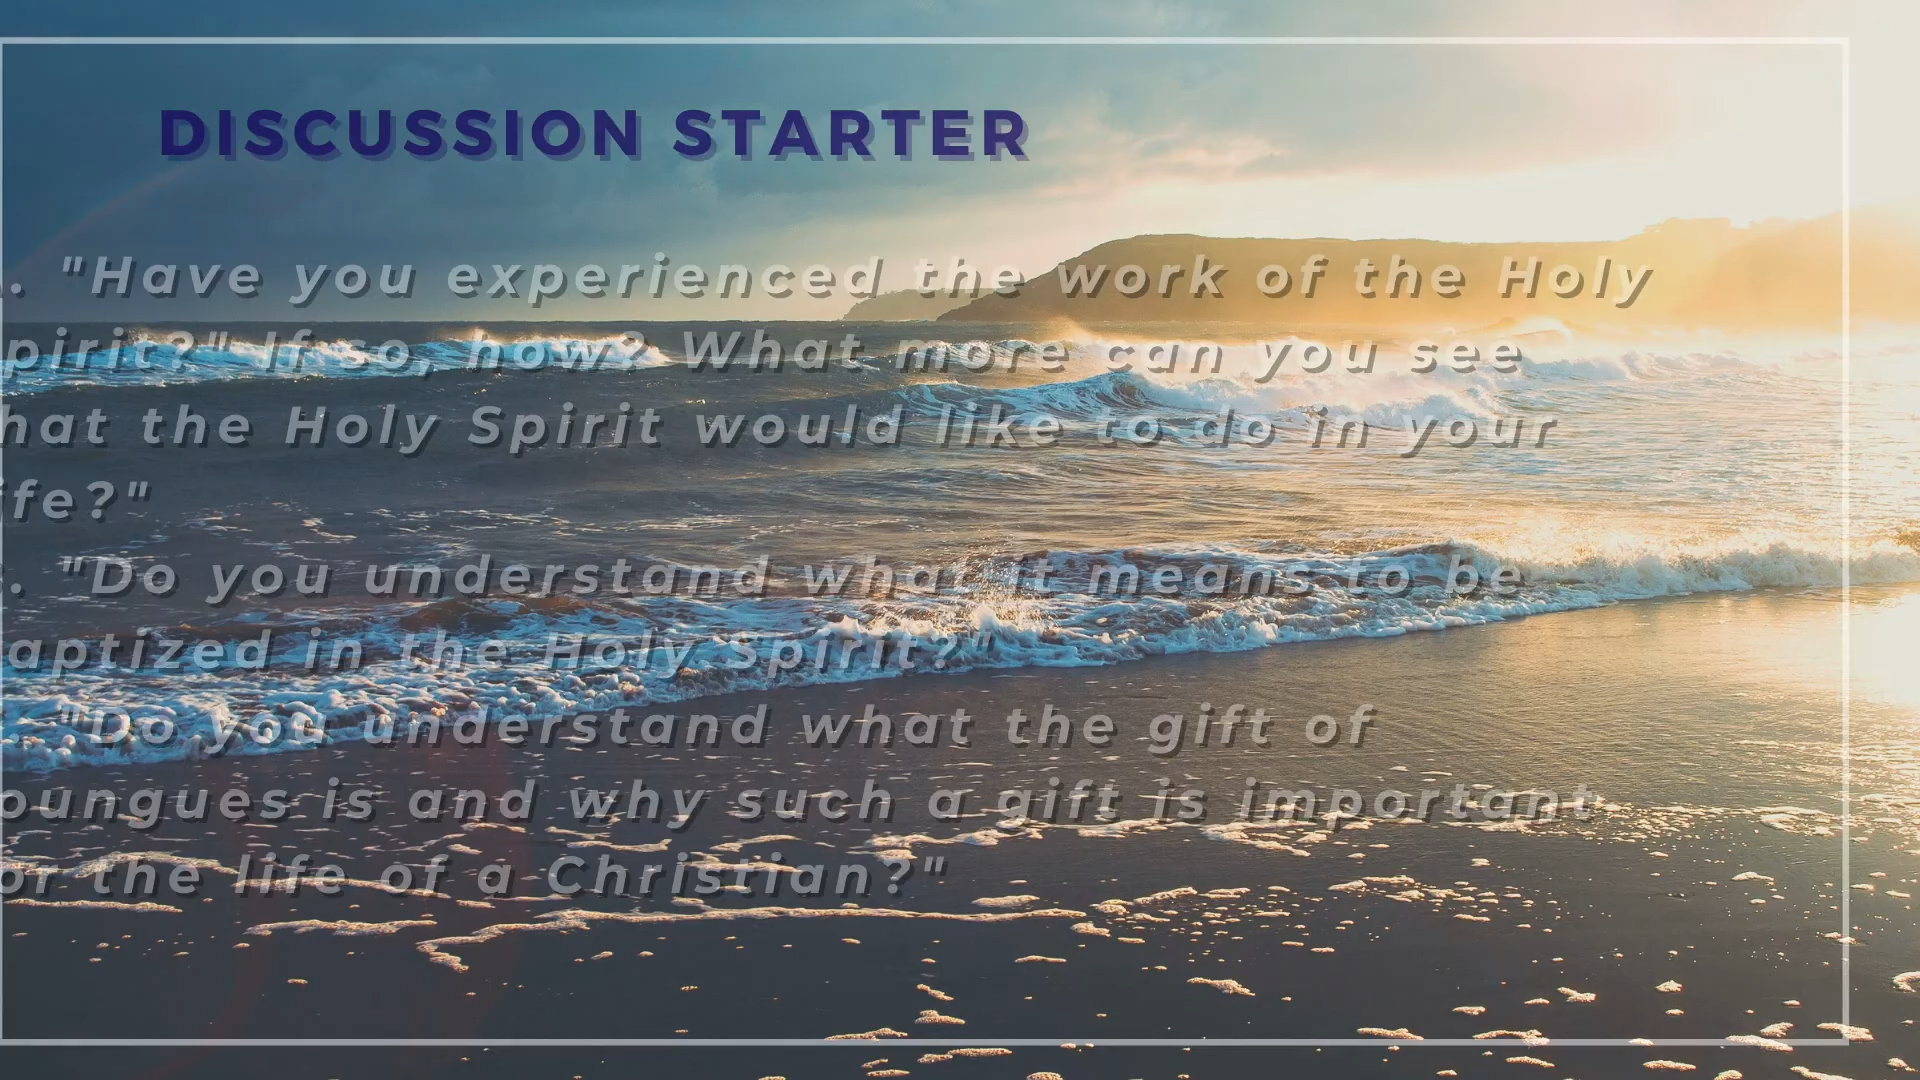 DISCUSSION STARTER
. "Have you experienced the work of the Holy
pirit?" If so, how? What more can you see
hat the Holy Spirit would like to do in your
ife?"
. "Do you understand what it means to be
aptized in the Holy Spirit?"
"Do you understand what the gift of
oungues is and why such a gift is important
or the life of a Christian?"